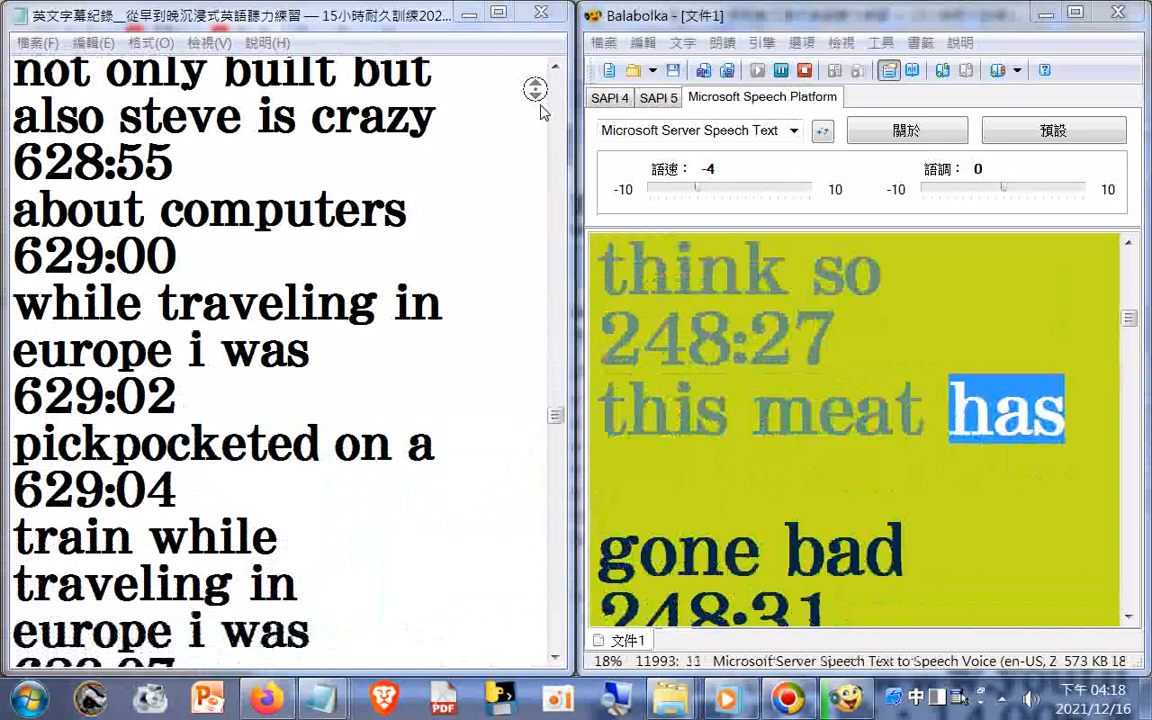 英文字幕紀錄__從早到晚沉浸式英語聽力練習 — 15小時耐久訓練202...
檔案(F) 編輯(E) 格式(O) 檢視(V) 說明(H)
not only built but
also steve is crazy
628:55
about computers
629:00
while traveling in
europe i was
629:02
pickpocketed on a
629:04
train while
traveling in
europe i was
Balabolka - [文件1]
檔案 編輯 文字 朗讀 引擎 選項 檢視 工具 書籤 說明
SAPI 4 SAPI 5 Microsoft Speech Platform
Microsoft Server Speech Text 關於 預設
語速： -4 語調： 0
-10 10 -10 10
think so
248:27
this meat has
gone bad
248:31
文件1
18% 11993: 11 Microsoft Server Speech Text to Speech Voice (en-US, Z 573 KB 18
PDF
中
下午 04:18
2021/12/16